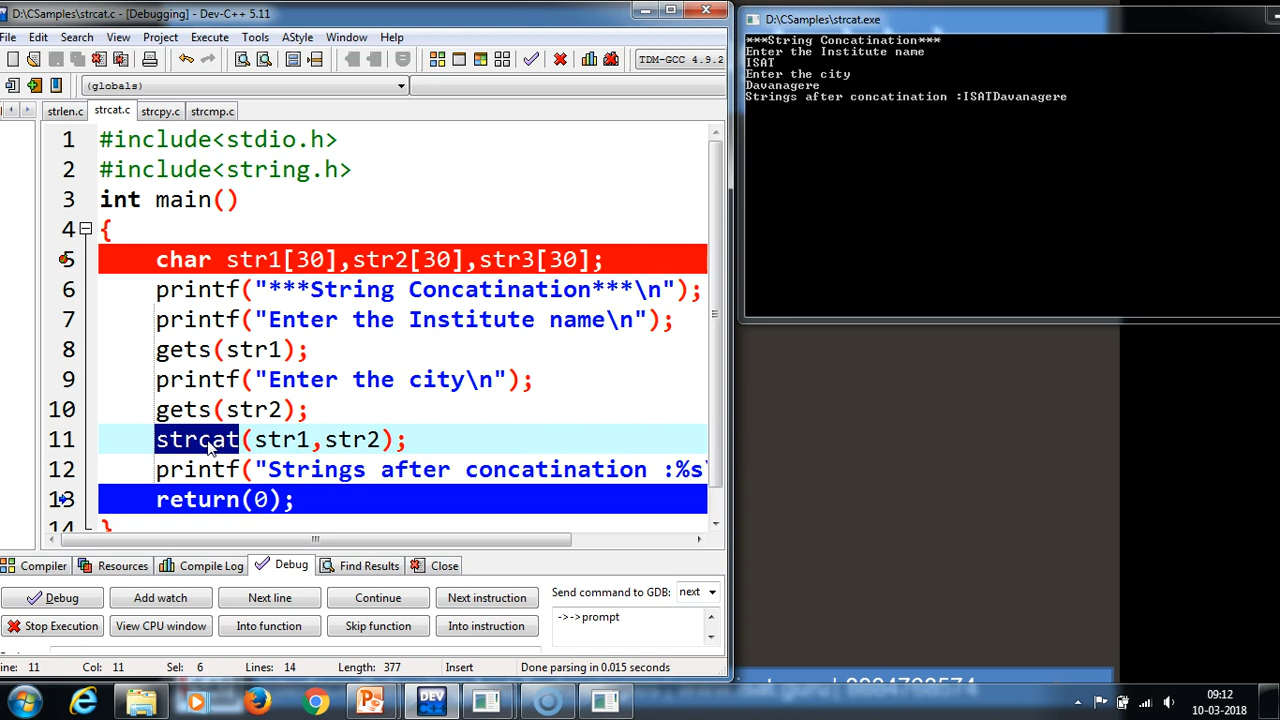 D:\CSamples\strcat.c - [Debugging] - Dev-C++ 5.11
File Edit Search View Project Execute Tools AStyle Window Help
TDM-GCC 4.9.2
(globals)
strlen.c strcat.c strcpy.c strcmp.c
1 #include<stdio.h>
2 #include<string.h>
3 int main()
4 {
5 char str1[30],str2[30],str3[30];
6 printf("***String Concatination***\n");
7 printf("Enter the Institute name\n");
8 gets(str1);
9 printf("Enter the city\n");
10 gets(str2);
11 strcat(str1,str2);
12 printf("Strings after concatination :%s\
13 return(0);
14 }
Compiler Resources Compile Log Debug Find Results Close
Debug Add watch Next line Continue Next instruction Send command to GDB: next
Stop Execution View CPU window Into function Skip function Into instruction ->->prompt
ine: 11 Col: 11 Sel: 6 Lines: 14 Length: 377 Insert Done parsing in 0.015 seconds
D:\CSamples\strcat.exe
***String Concatination***
Enter the Institute name
ISAT
Enter the city
Davanagere
Strings after concatination :ISATDavanagere
DEV
09:12
10-03-2018